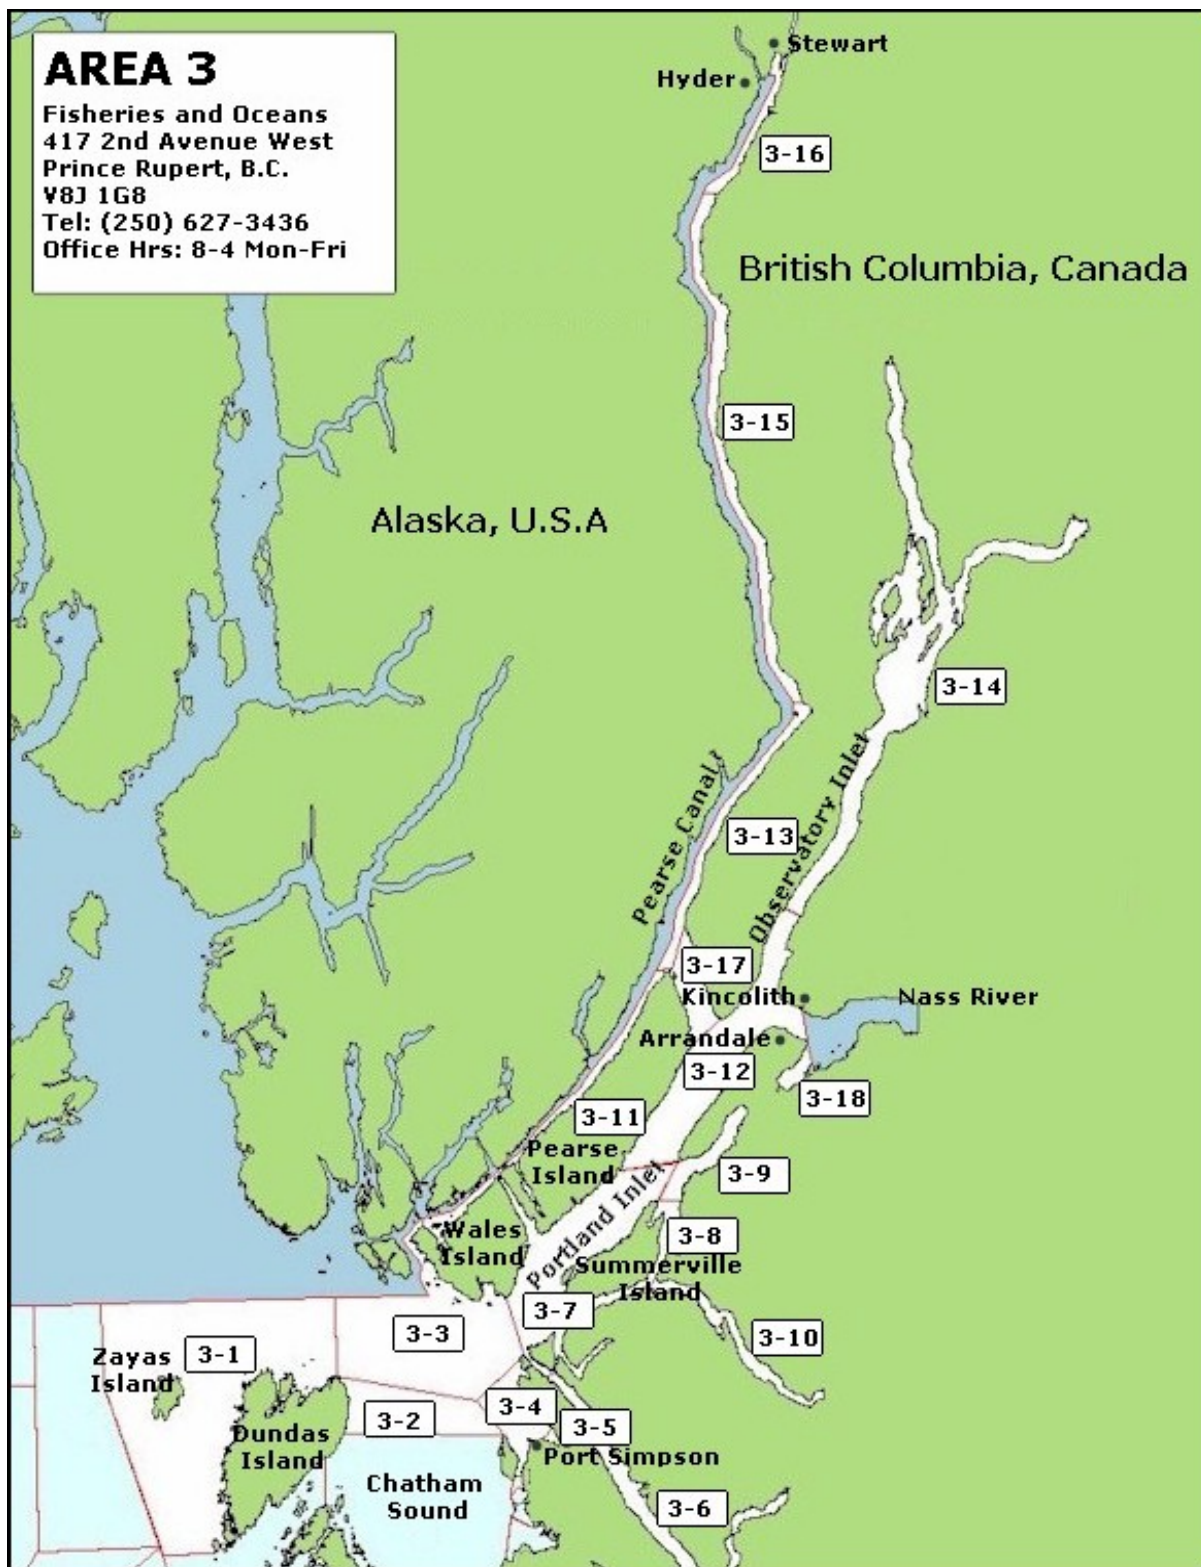 AREA 3
Fisheries and Oceans
417 2nd Avenue West
Prince Rupert, B.C.
V8J 1G8
Tel: (250) 627-3436
Office Hrs: 8-4 Mon-Fri
Stewart
Hyder
3-16
British Columbia, Canada
3-15
Alaska, U.S.A
3-14
Pearse Canal
3-13
Observatory Inlet
3-17
Kincolith
Nass River
Arrandale
3-12
3-18
3-11
Pearse
Island
3-9
Portland Inlet
Wales
Island
3-8
Summerville
Island
3-7
3-3
3-10
Zayas
Island
3-1
3-4
3-2
3-5
Dundas
Island
Port Simpson
Chatham
Sound
3-6